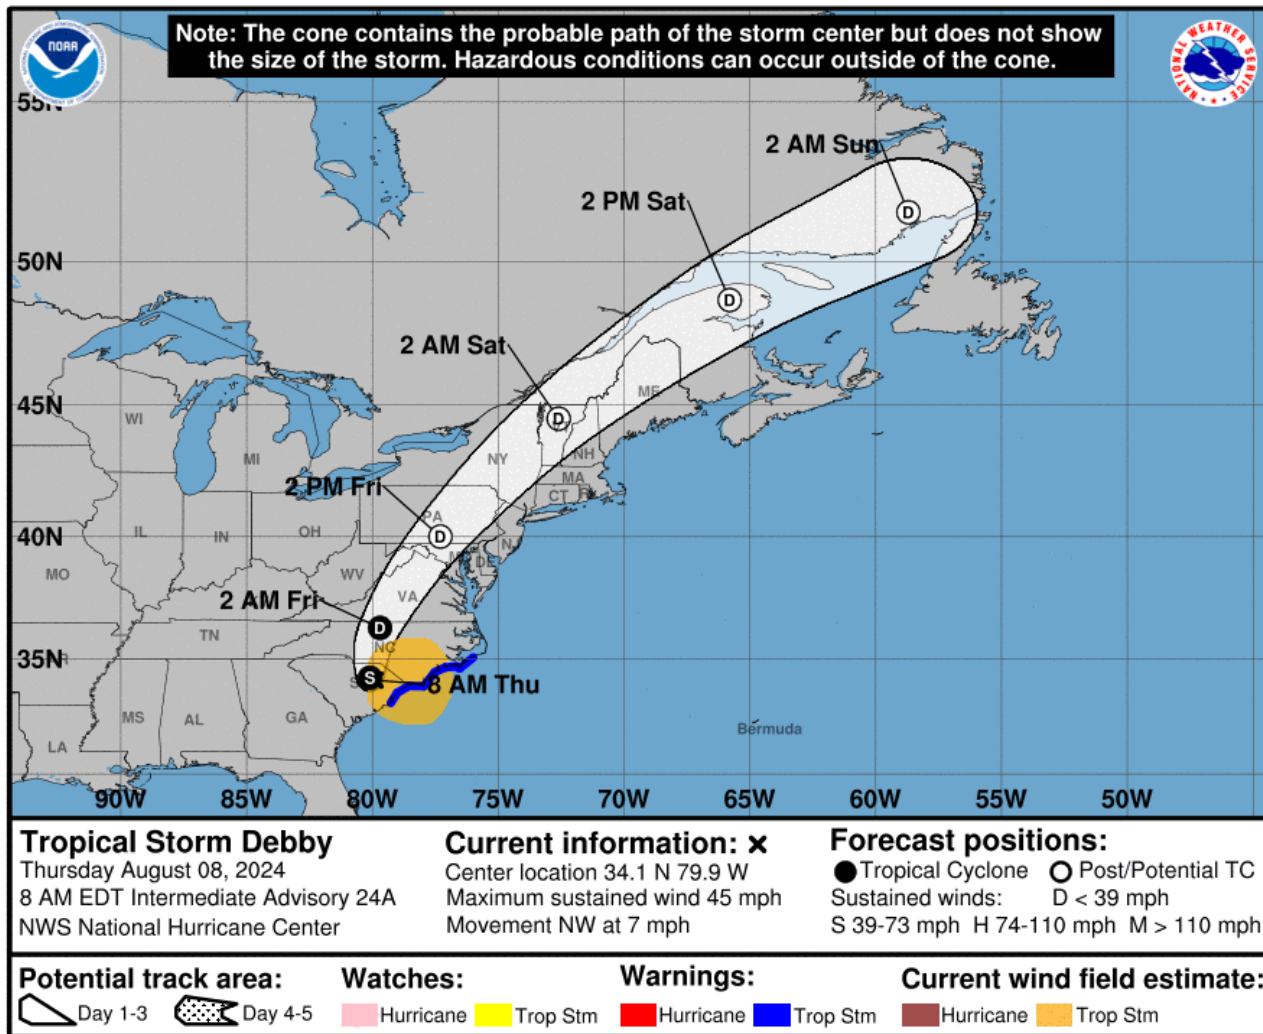 Note: The cone contains the probable path of the storm center but does not show
the size of the storm. Hazardous conditions can occur outside of the cone.
NOAA
NATIONAL WEATHER SERVICE
55N
2 AM Sun
2 PM Sat
50N
2 AM Sat
45N
ME
WI
MI
NY
NH
MA
CT
2 PM Fri
PA
40N
IL
IN
OH
NJ
DE
MO
WV
VA
2 AM Fri
TN
NC
35N
8 AM Thu
S
D
D
D
D
D
MS
AL
GA
LA
Bermuda
90W 85W 80W 75W 70W 65W 60W 55W 50W
Tropical Storm Debby
Thursday August 08, 2024
8 AM EDT Intermediate Advisory 24A
NWS National Hurricane Center
Current information: ×
Center location 34.1 N 79.9 W
Maximum sustained wind 45 mph
Movement NW at 7 mph
Forecast positions:
Tropical Cyclone Post/Potential TC
Sustained winds: D < 39 mph
S 39-73 mph H 74-110 mph M > 110 mph
Potential track area:
Day 1-3 Day 4-5
Watches:
Hurricane Trop Stm
Warnings:
Hurricane Trop Stm
Current wind field estimate:
Hurricane Trop Stm